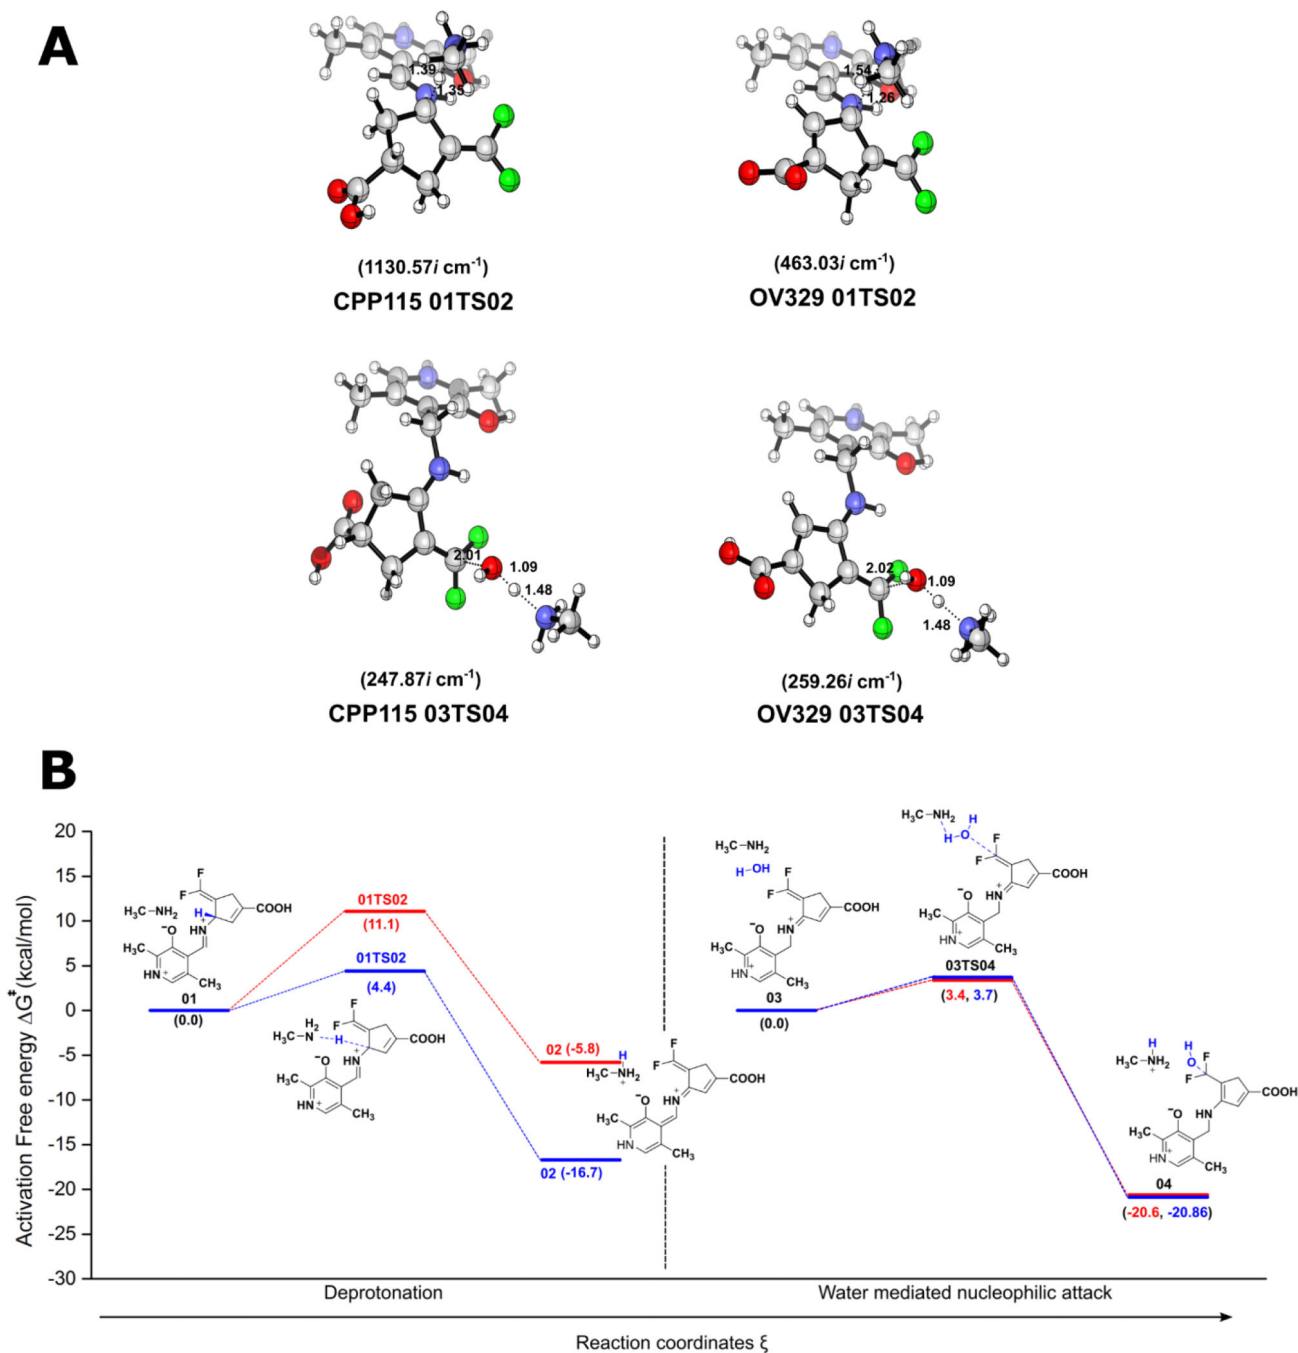 A
1.39
1.35
1.54
1.26
(1130.57i cm⁻¹)
CPP115 01TS02
(463.03i cm⁻¹)
OV329 01TS02
2.01
1.09
1.48
2.02
1.09
1.48
(247.87i cm⁻¹)
CPP115 03TS04
(259.26i cm⁻¹)
OV329 03TS04
B
Activation Free energy ΔG‡ (kcal/mol)
20
15
10
5
0
-5
-10
-15
-20
-25
-30
F
F
H₃C–NH₂
H
COOH
HN
+
⁻O
H₃C
HN
+
CH₃
01
(0.0)
01TS02
(11.1)
01TS02
(4.4)
F
F
H₂
H₃C–N
H
COOH
HN
+
⁻O
H₃C
HN
+
CH₃
02 (-5.8)
H
H₃C–NH₂
+
F
F
COOH
HN
+
⁻O
H₃C
HN
CH₃
02 (-16.7)
H₃C–NH₂
H–OH
F
F
COOH
HN
+
⁻O
H₃C
HN
+
CH₃
03
(0.0)
H₃C–NH₂
H
H–O
F
F
COOH
HN
+
⁻O
H₃C
HN
+
CH₃
03TS04
(3.4, 3.7)
H
H₃C–NH₂
+
H
O
F
F
COOH
HN
⁻O
H₃C
HN
+
CH₃
04
(-20.6, -20.86)
Deprotonation
Water mediated nucleophilic attack
Reaction coordinates ξ